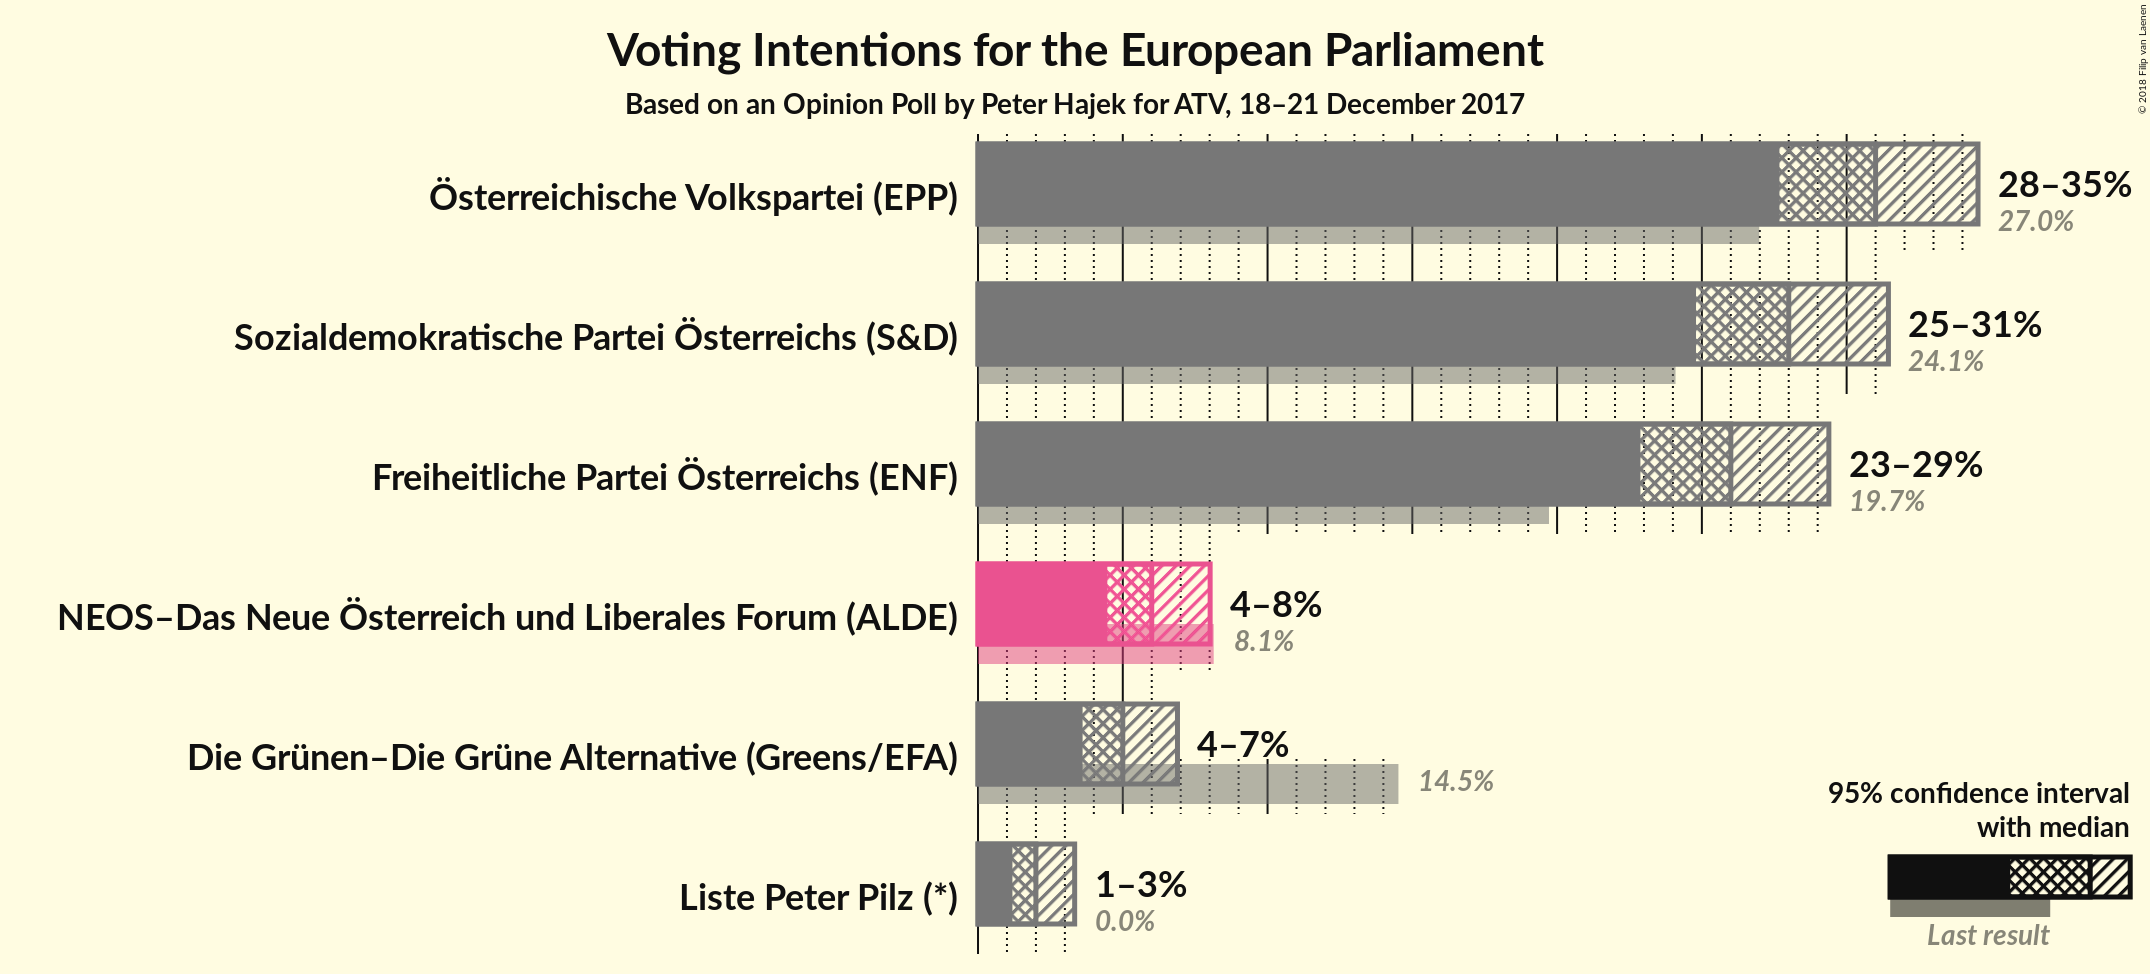 Voting Intentions for the European Parliament
Based on an Opinion Poll by Peter Hajek for ATV, 18–21 December 2017
© 2018 Filip van Laenen
Österreichische Volkspartei (EPP)
28–35%
27.0%
Sozialdemokratische Partei Österreichs (S&D)
25–31%
24.1%
Freiheitliche Partei Österreichs (ENF)
23–29%
19.7%
NEOS–Das Neue Österreich und Liberales Forum (ALDE)
4–8%
8.1%
Die Grünen–Die Grüne Alternative (Greens/EFA)
4–7%
14.5%
Liste Peter Pilz (*)
1–3%
0.0%
95% confidence interval
with median
Last result